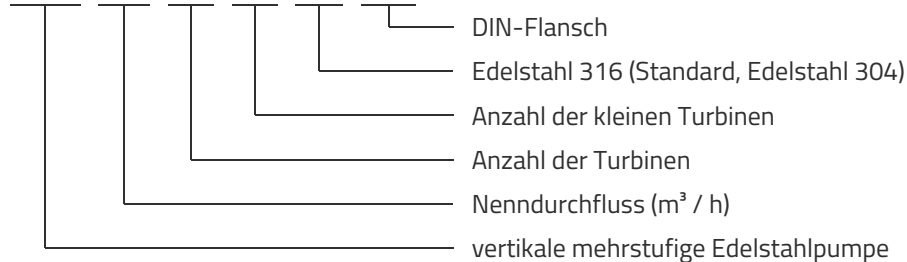 DIN-Flansch
Edelstahl 316 (Standard, Edelstahl 304)
Anzahl der kleinen Turbinen
Anzahl der Turbinen
Nenndurchfluss (m³ / h)
vertikale mehrstufige Edelstahlpumpe